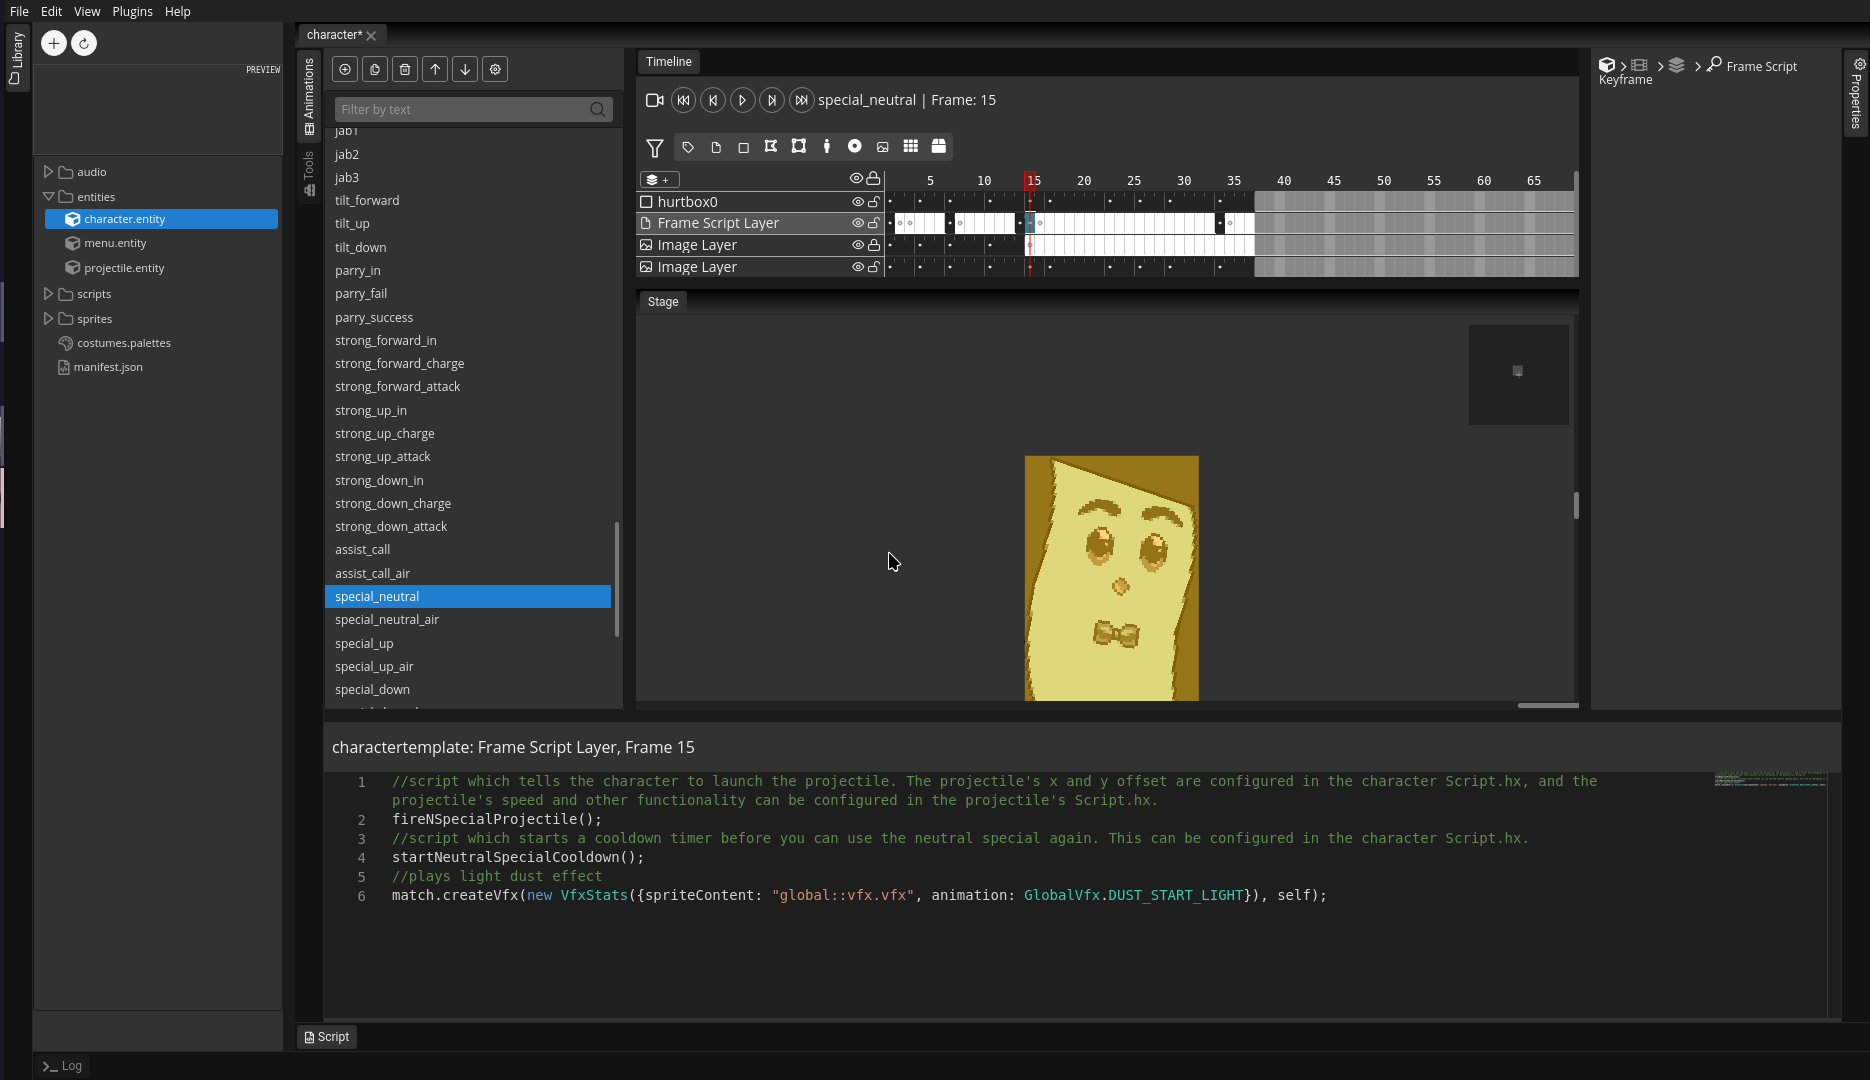 File Edit View Plugins Help
Library
PREVIEW
audio
entities
character.entity
menu.entity
projectile.entity
scripts
sprites
costumes.palettes
manifest.json
character*
Animations
Tools
Filter by text
jab1
jab2
jab3
tilt_forward
tilt_up
tilt_down
parry_in
parry_fail
parry_success
strong_forward_in
strong_forward_charge
strong_forward_attack
strong_up_in
strong_up_charge
strong_up_attack
strong_down_in
strong_down_charge
strong_down_attack
assist_call
assist_call_air
special_neutral
special_neutral_air
special_up
special_up_air
special_down
Timeline
special_neutral | Frame: 15
5 10 15 20 25 30 35 40 45 50 55 60 65
hurtbox0
Frame Script Layer
Image Layer
Image Layer
Stage
Frame Script
Keyframe
Properties
charactertemplate: Frame Script Layer, Frame 15
1 //script which tells the character to launch the projectile. The projectile's x and y offset are configured in the character Script.hx, and the
projectile's speed and other functionality can be configured in the projectile's Script.hx.
2 fireNSpecialProjectile();
3 //script which starts a cooldown timer before you can use the neutral special again. This can be configured in the character Script.hx.
4 startNeutralSpecialCooldown();
5 //plays light dust effect
6 match.createVfx(new VfxStats({spriteContent: "global::vfx.vfx", animation: GlobalVfx.DUST_START_LIGHT}), self);
Script
Log